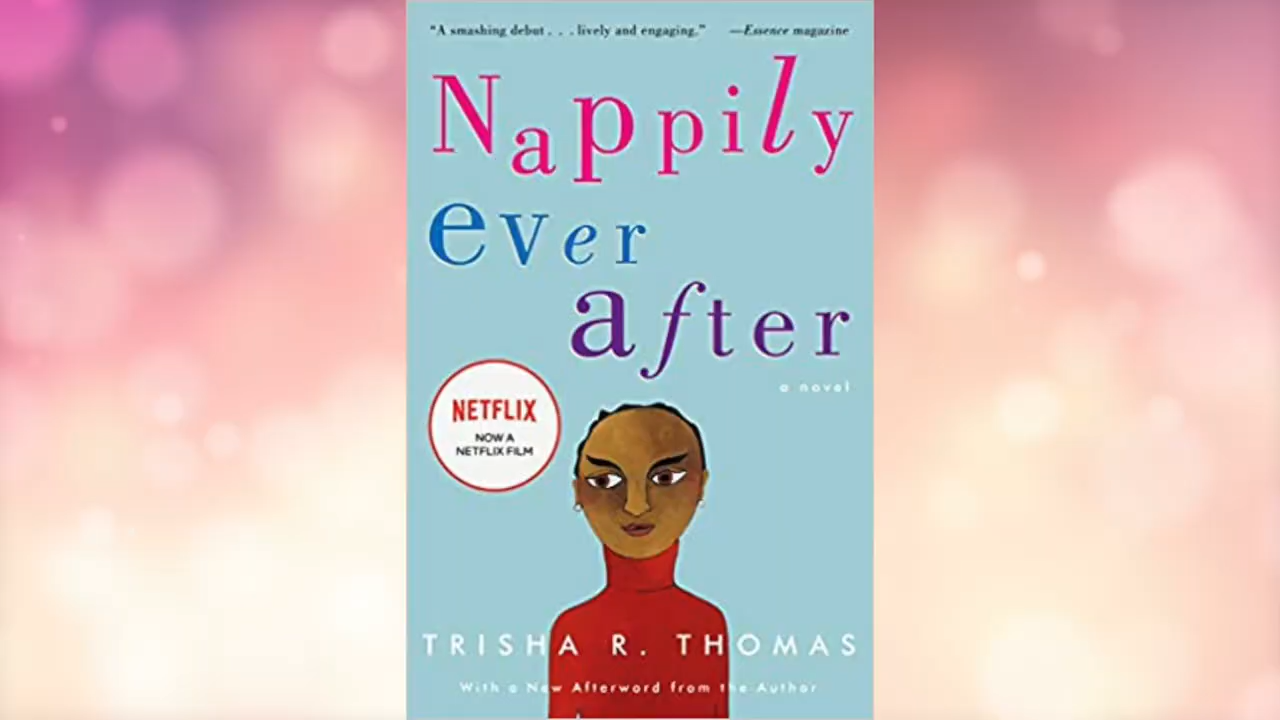 “A smashing debut . . . lively and engaging.” —Essence magazine
Nappily
ever
after
a novel
NETFLIX
NOW A
NETFLIX FILM
TRISHA R. THOMAS
With a New Afterword from the Author